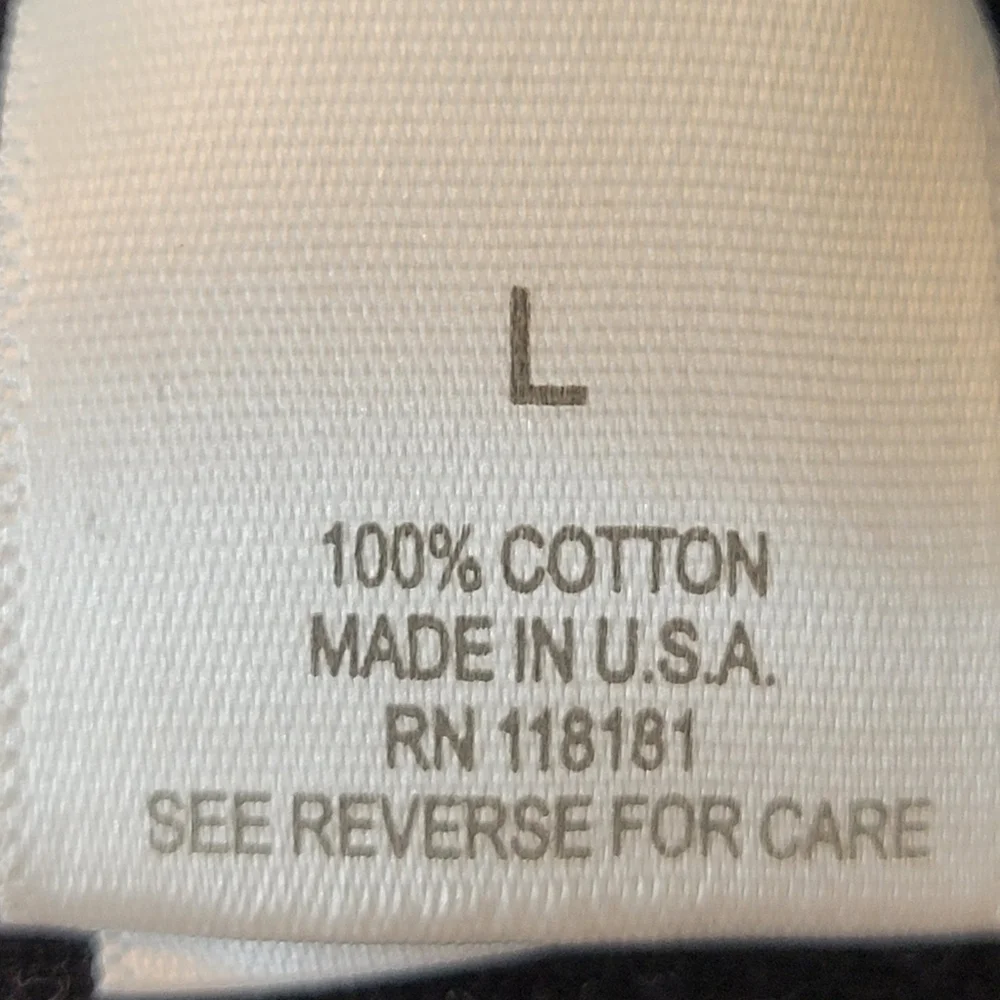 L
100% COTTON
MADE IN U.S.A.
RN 118181
SEE REVERSE FOR CARE